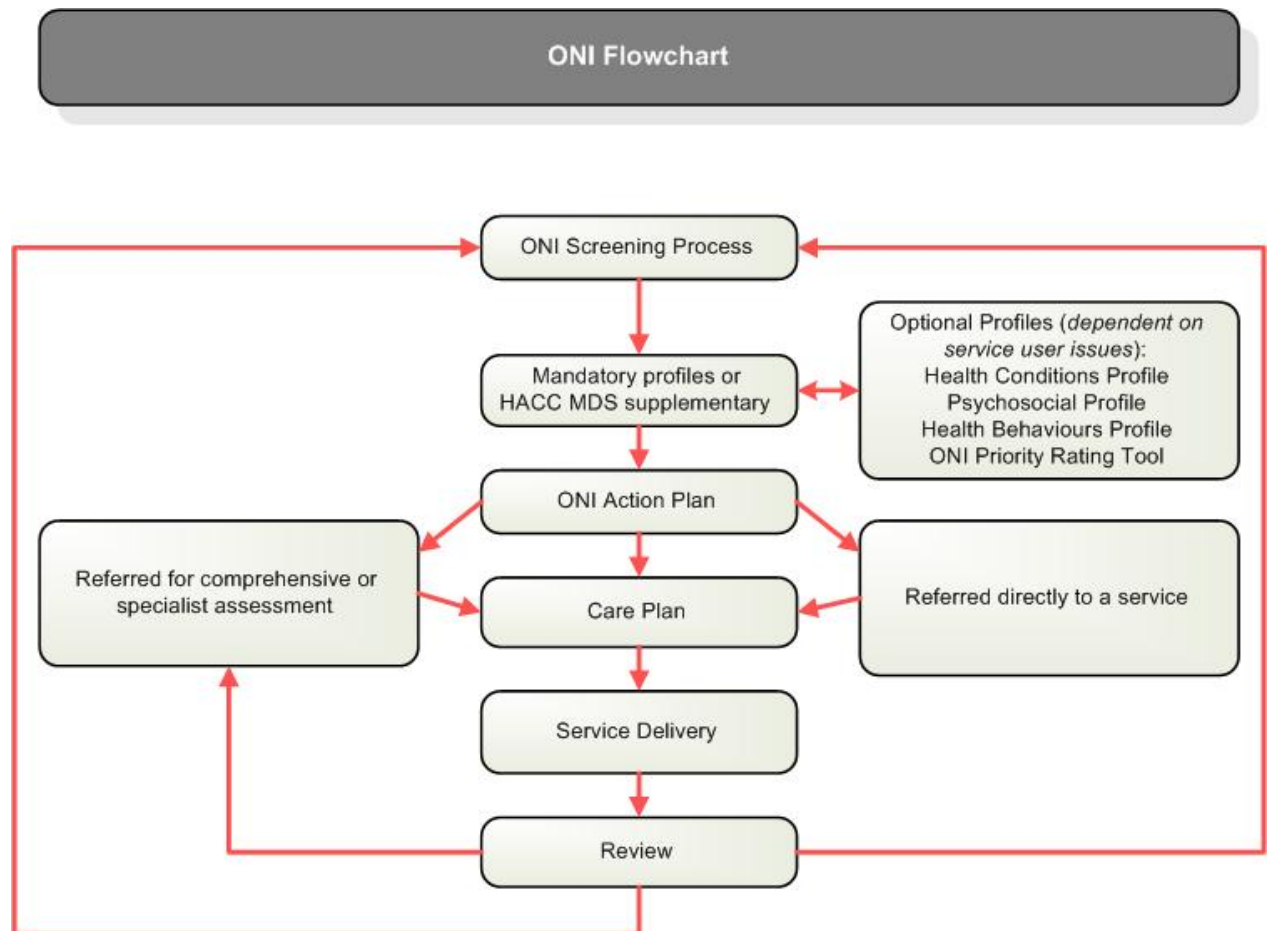 ONI Flowchart
ONI Screening Process
Optional Profiles (dependent on
service user issues):
Health Conditions Profile
Psychosocial Profile
Health Behaviours Profile
ONI Priority Rating Tool
Mandatory profiles or
HACC MDS supplementary
ONI Action Plan
Referred for comprehensive or
specialist assessment
Care Plan
Referred directly to a service
Service Delivery
Review